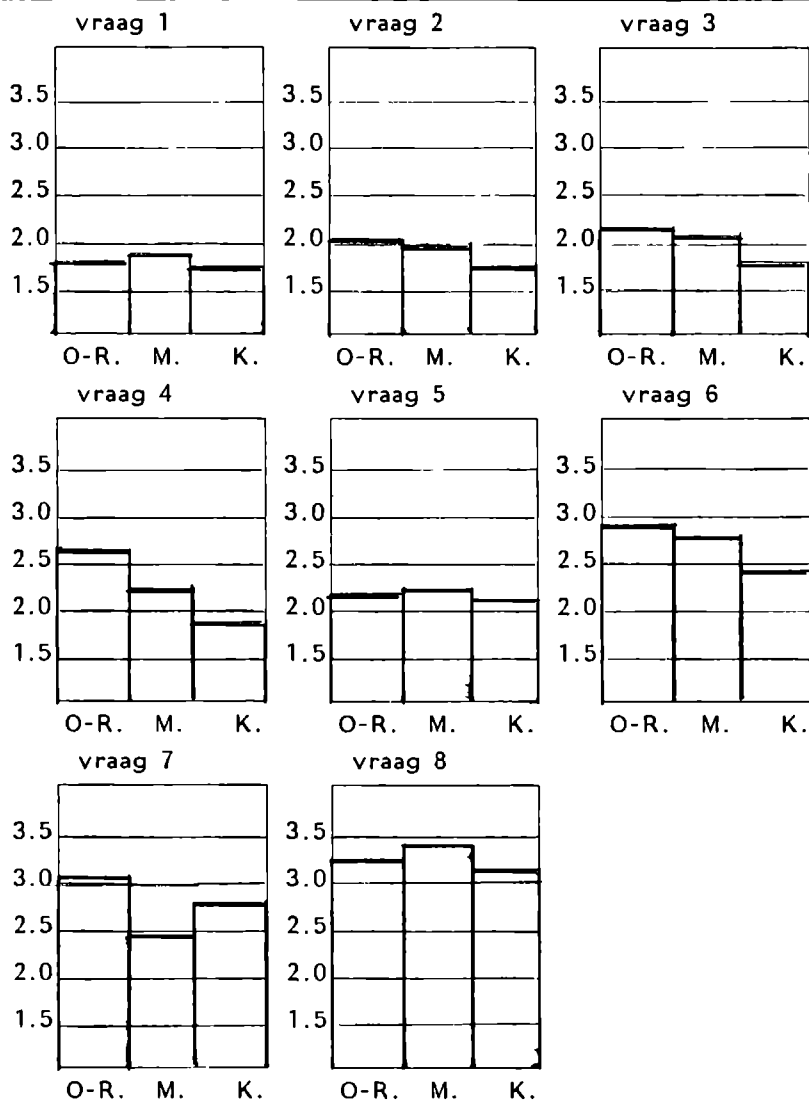 vraag 1 vraag 2 vraag 3
3.5 3.5 3.5
3.0 3.0 3.0
2.5 2.5 2.5
2.0 2.0 2.0
1.5 1.5 1.5
O-R. M. K. O-R. M. K. O-R. M. K.
vraag 4 vraag 5 vraag 6
3.5 3.5 3.5
3.0 3.0 3.0
2.5 2.5 2.5
2.0 2.0 2.0
1.5 1.5 1.5
O-R. M. K. O-R. M. K. O-R. M. K.
vraag 7 vraag 8
3.5 3.5
3.0 3.0
2.5 2.5
2.0 2.0
1.5 1.5
O-R. M. K. O-R. M. K.